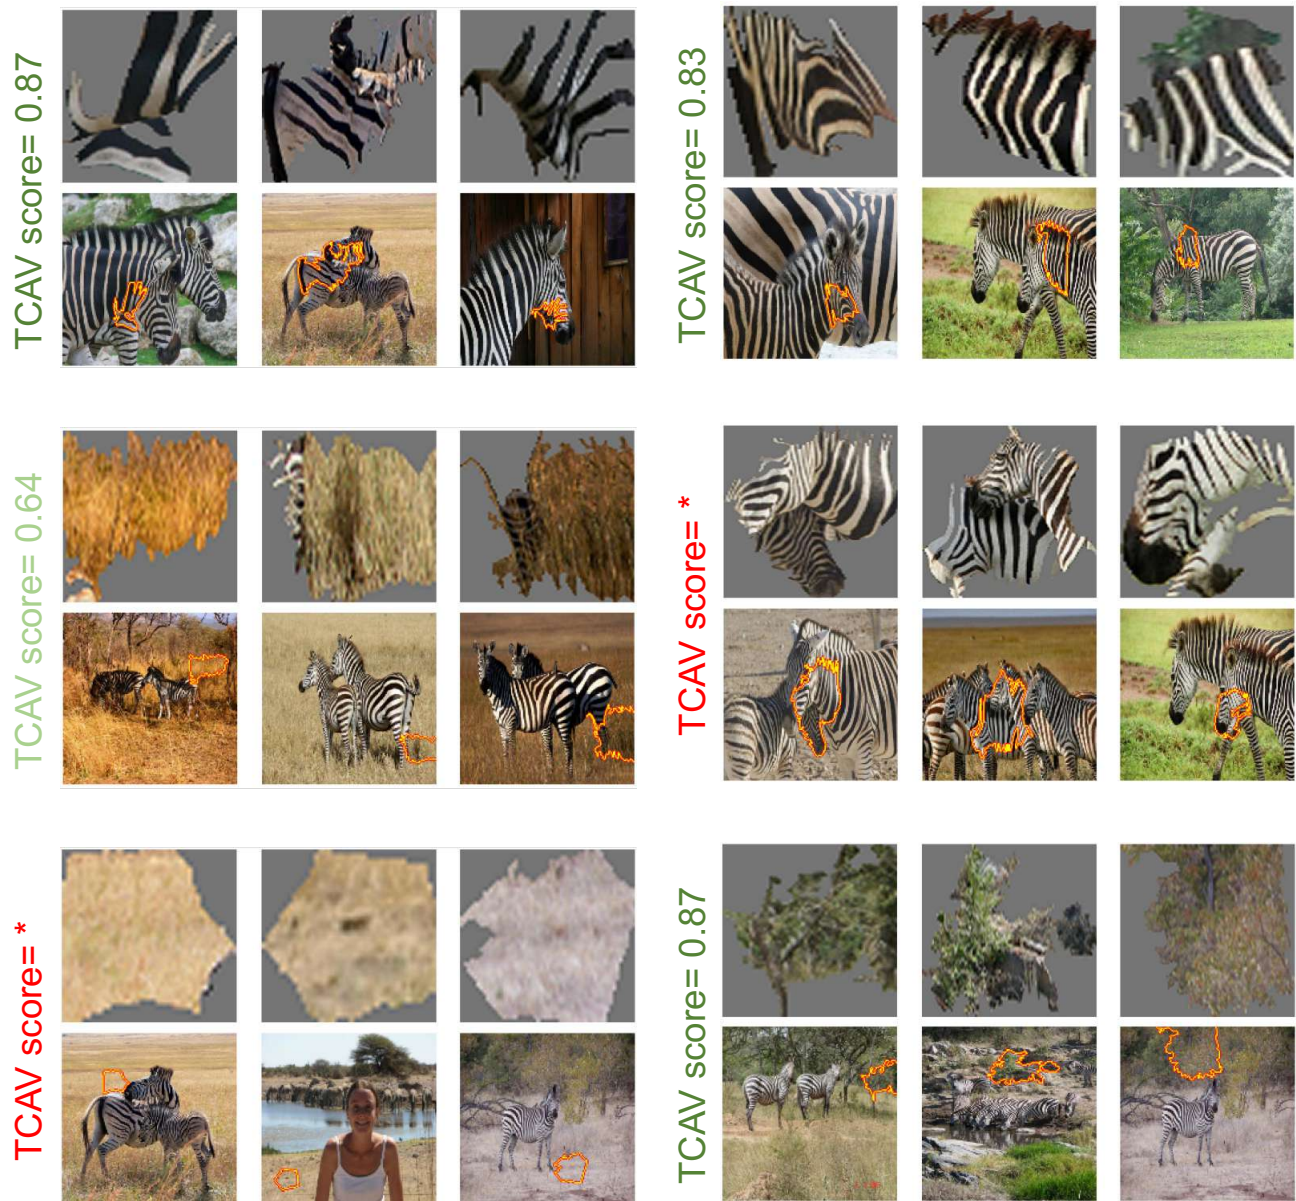 TCAV score= 0.87
TCAV score= 0.83
TCAV score= 0.64
TCAV score= *
TCAV score= *
TCAV score= 0.87